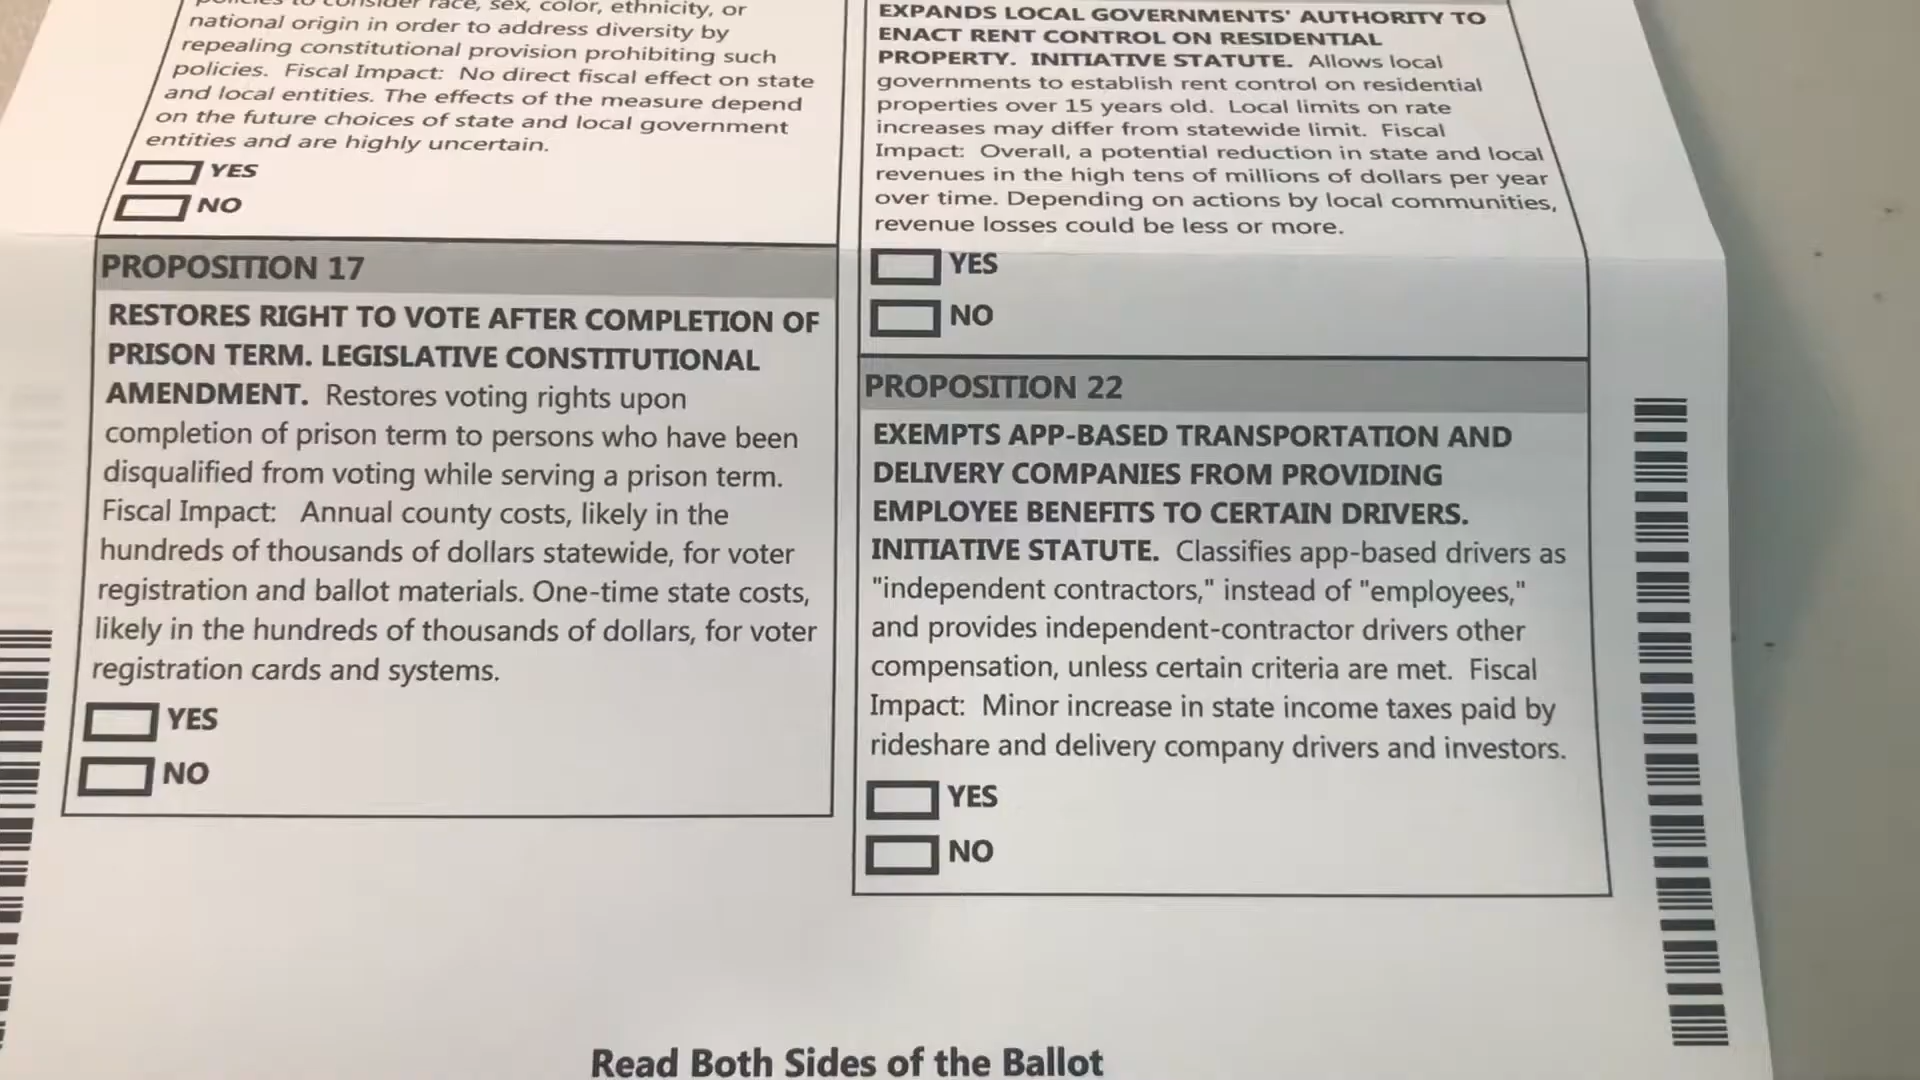 policies to consider race, sex, color, ethnicity, or
national origin in order to address diversity by
repealing constitutional provision prohibiting such
policies. Fiscal Impact: No direct fiscal effect on state
and local entities. The effects of the measure depend
on the future choices of state and local government
entities and are highly uncertain.
YES
NO
PROPOSITION 17
RESTORES RIGHT TO VOTE AFTER COMPLETION OF
PRISON TERM. LEGISLATIVE CONSTITUTIONAL
AMENDMENT. Restores voting rights upon
completion of prison term to persons who have been
disqualified from voting while serving a prison term.
Fiscal Impact: Annual county costs, likely in the
hundreds of thousands of dollars statewide, for voter
registration and ballot materials. One-time state costs,
likely in the hundreds of thousands of dollars, for voter
registration cards and systems.
YES
NO
EXPANDS LOCAL GOVERNMENTS' AUTHORITY TO
ENACT RENT CONTROL ON RESIDENTIAL
PROPERTY. INITIATIVE STATUTE. Allows local
governments to establish rent control on residential
properties over 15 years old. Local limits on rate
increases may differ from statewide limit. Fiscal
Impact: Overall, a potential reduction in state and local
revenues in the high tens of millions of dollars per year
over time. Depending on actions by local communities,
revenue losses could be less or more.
YES
NO
PROPOSITION 22
EXEMPTS APP-BASED TRANSPORTATION AND
DELIVERY COMPANIES FROM PROVIDING
EMPLOYEE BENEFITS TO CERTAIN DRIVERS.
INITIATIVE STATUTE. Classifies app-based drivers as
"independent contractors," instead of "employees,"
and provides independent-contractor drivers other
compensation, unless certain criteria are met. Fiscal
Impact: Minor increase in state income taxes paid by
rideshare and delivery company drivers and investors.
YES
NO
Read Both Sides of the Ballot